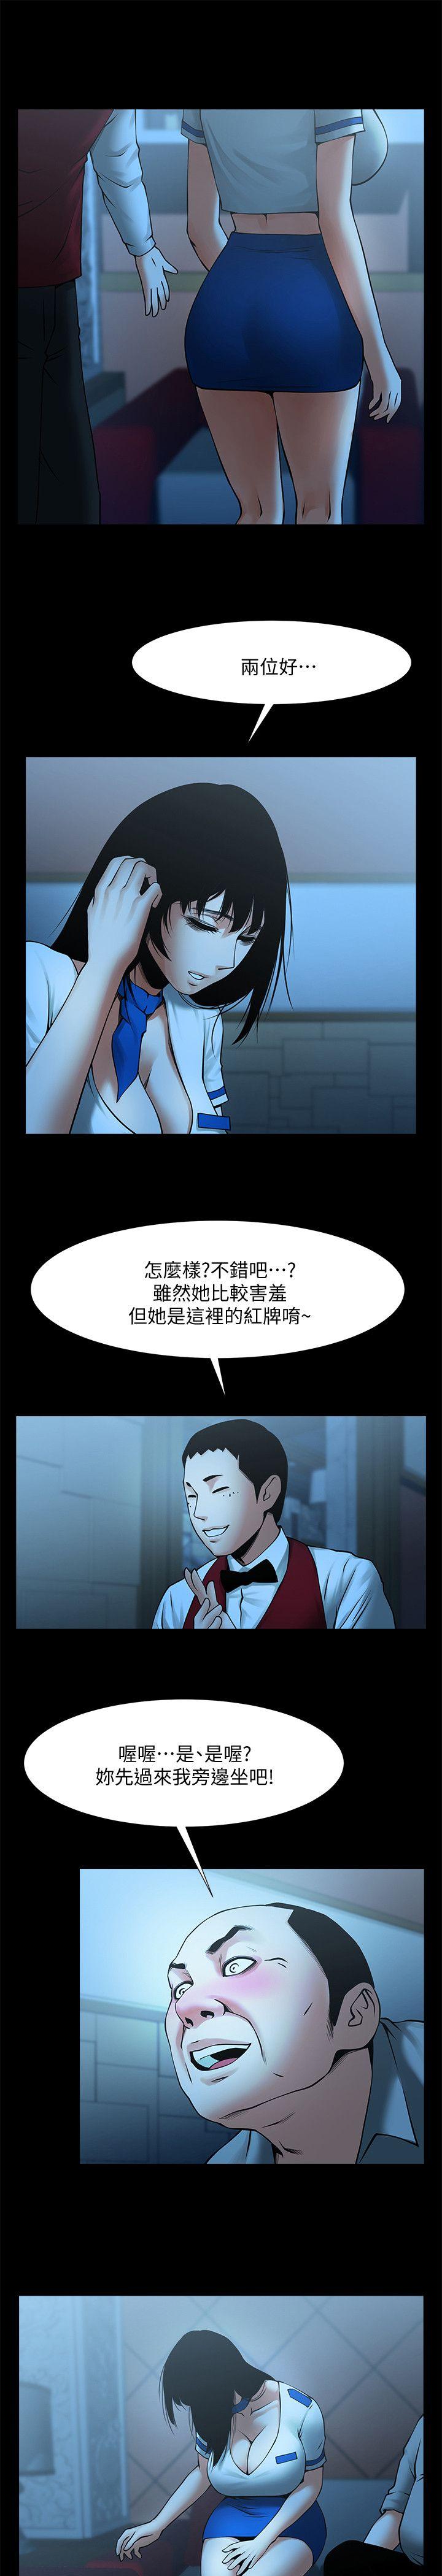 兩位好⋯
怎麼樣?不錯吧⋯?
雖然她比較害羞
但她是這裡的紅牌唷~
喔喔⋯是、是喔?
妳先過來我旁邊坐吧!